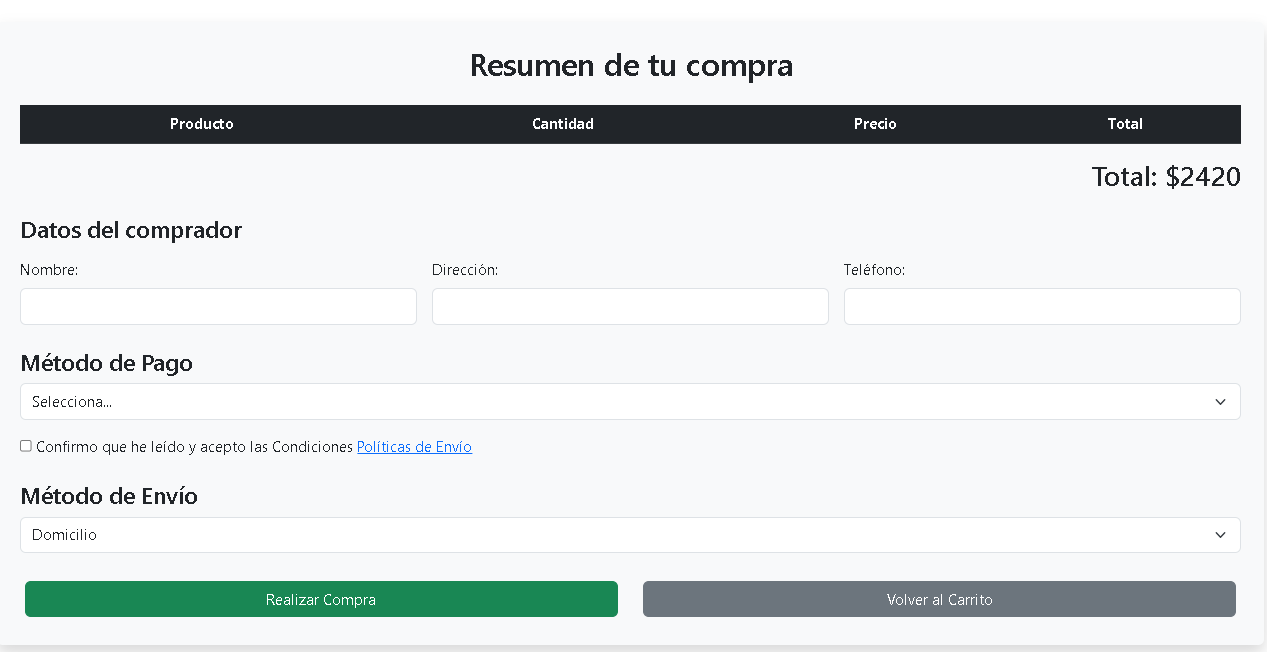 Resumen de tu compra
Producto Cantidad Precio Total
Total: $2420
Datos del comprador
Nombre: Dirección: Teléfono:
Método de Pago
Selecciona...
Confirmo que he leído y acepto las Condiciones Políticas de Envío
Método de Envío
Domicilio
Realizar Compra Volver al Carrito